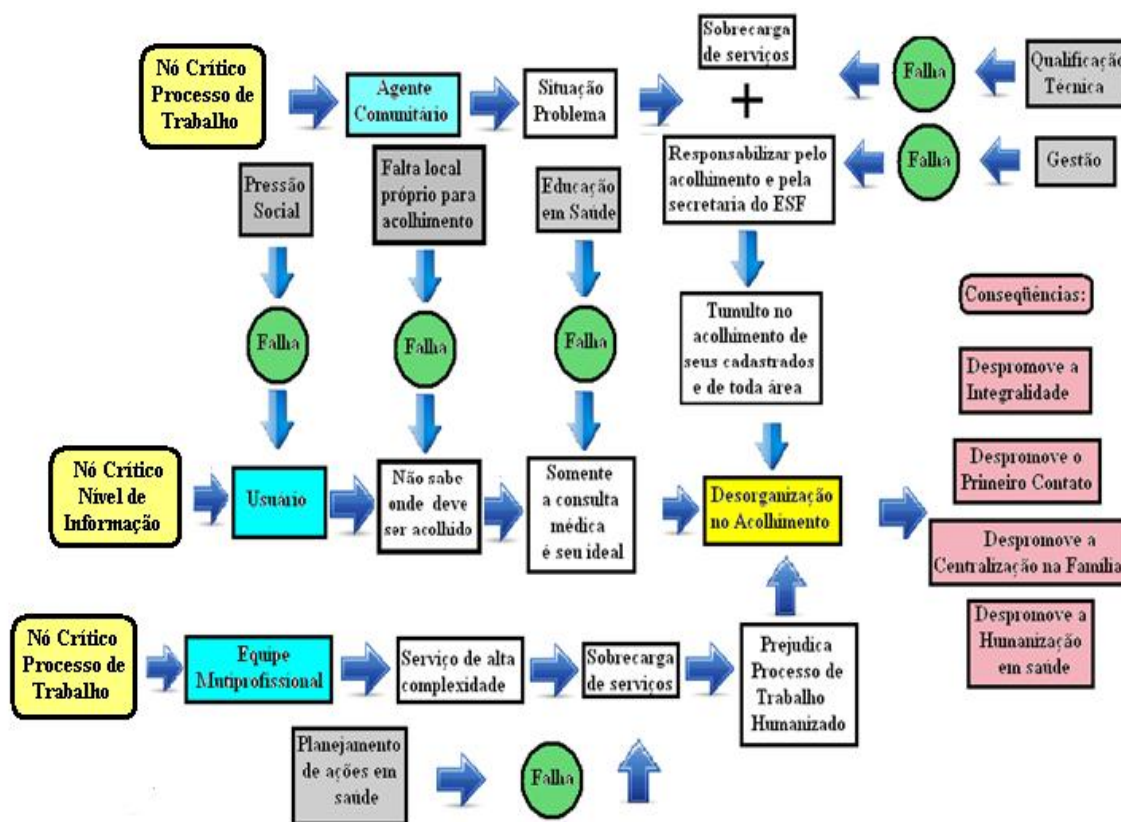 Nó Crítico
Processo de
Trabalho
Agente
Comunitário
Situação
Problema
Sobrecarga
de serviços
+
Falha
Qualificação
Técnica
Responsabilizar pelo
acolhimento e pela
secretaria do ESF
Falha
Gestão
Pressão
Social
Falta local
próprio para
acolhimento
Educação
em Saúde
Falha
Falha
Falha
Tumulto no
acolhimento de
seus cadastrados
e de toda área
Conseqüências:
Despromove a
Integralidade
Despromove o
Primeiro Contato
Despromove a
Centralização na Familia
Despromove a
Humanização
em saúde
Nó Crítico
Nível de
Informação
Usuário
Não sabe
onde deve
ser acolhido
Somente
a consulta
médica
é seu ideal
Desorganização
no Acolhimento
Nó Crítico
Processo de
Trabalho
Equipe
Mutiprofissional
Serviço de alta
complexidade
Sobrecarga
de serviços
Prejudica
Processo de
Trabalho
Humanizado
Planejamento
de ações em
saúde
Falha